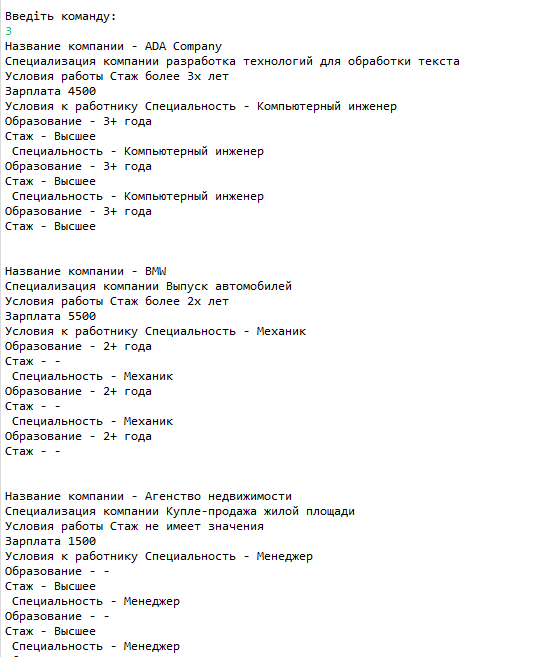 Введіть команду:
3
Название компании - ADA Company
Специализация компании разработка технологий для обработки текста
Условия работы Стаж более 3х лет
Зарплата 4500
Условия к работнику Специальность - Компьютерный инженер
Образование - 3+ года
Стаж - Высшее
Специальность - Компьютерный инженер
Образование - 3+ года
Стаж - Высшее
Специальность - Компьютерный инженер
Образование - 3+ года
Стаж - Высшее
Название компании - BMW
Специализация компании Выпуск автомобилей
Условия работы Стаж более 2х лет
Зарплата 5500
Условия к работнику Специальность - Механик
Образование - 2+ года
Стаж - -
Специальность - Механик
Образование - 2+ года
Стаж - -
Специальность - Механик
Образование - 2+ года
Стаж - -
Название компании - Агенство недвижимости
Специализация компании Купле-продажа жилой площади
Условия работы Стаж не имеет значения
Зарплата 1500
Условия к работнику Специальность - Менеджер
Образование - -
Стаж - Высшее
Специальность - Менеджер
Образование - -
Стаж - Высшее
Специальность - Менеджер